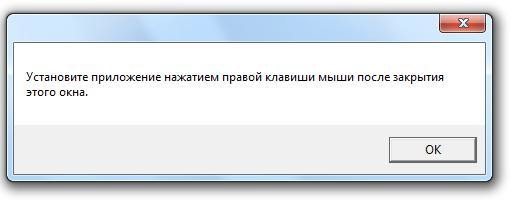 Установите приложение нажатием правой клавиши мыши после закрытия
этого окна.
OK